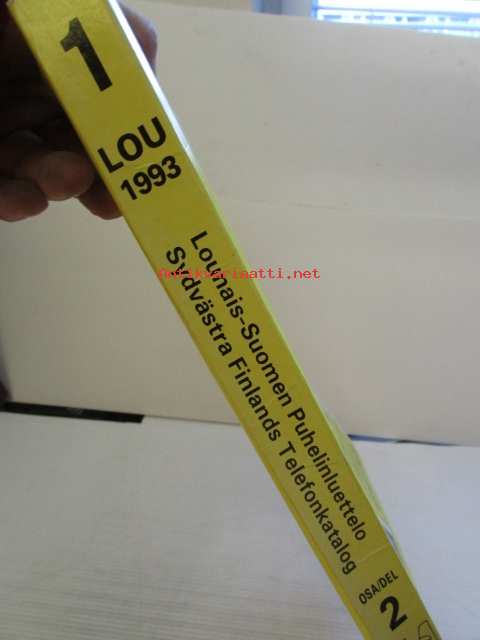 1
LOU
1993
Lounais-Suomen Puhelinluettelo
Sydvästra Finlands Telefonkatalog
OSA/DEL
2
Antikvariaatti.net